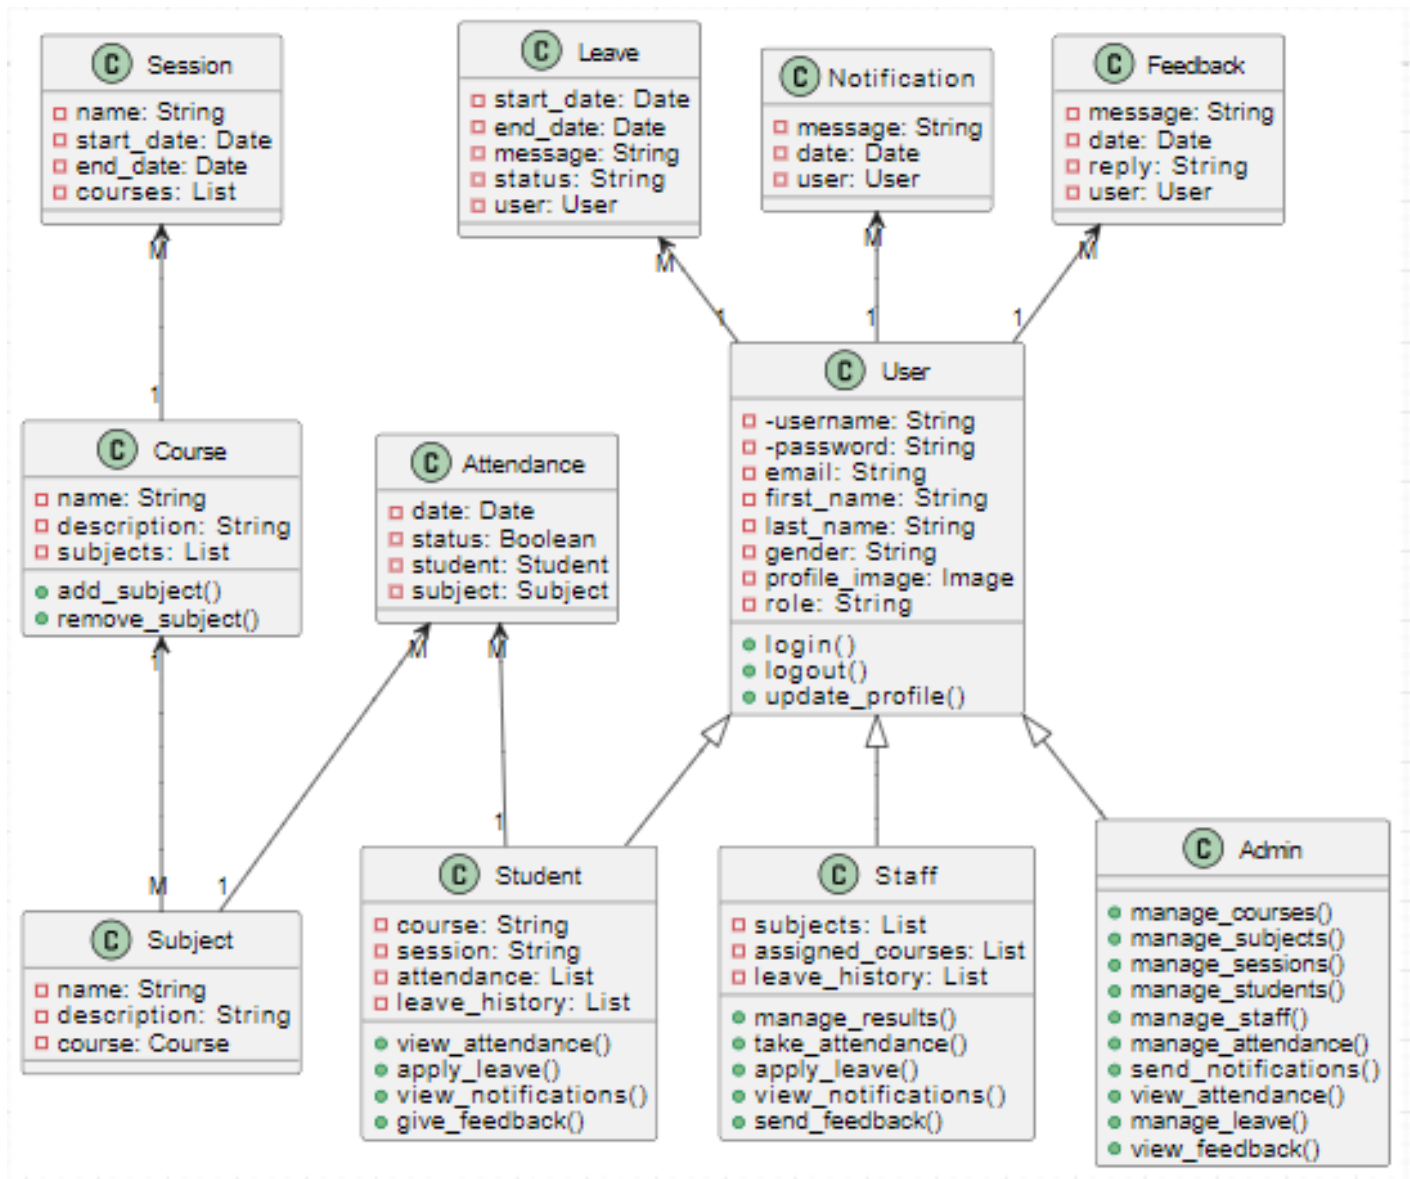 C Session
name: String
start_date: Date
end_date: Date
courses: List
C Leave
start_date: Date
end_date: Date
message: String
status: String
user: User
C Notification
message: String
date: Date
user: User
C Feedback
message: String
date: Date
reply: String
user: User
M
1
M
1
M
1
M
1
C Course
name: String
description: String
subjects: List
add_subject()
remove_subject()
C Attendance
date: Date
status: Boolean
student: Student
subject: Subject
C User
-username: String
-password: String
email: String
first_name: String
last_name: String
gender: String
profile_image: Image
role: String
login()
logout()
update_profile()
1
M
M
1
M
1
C Subject
name: String
description: String
course: Course
C Student
course: String
session: String
attendance: List
leave_history: List
view_attendance()
apply_leave()
view_notifications()
give_feedback()
C Staff
subjects: List
assigned_courses: List
leave_history: List
manage_results()
take_attendance()
apply_leave()
view_notifications()
send_feedback()
C Admin
manage_courses()
manage_subjects()
manage_sessions()
manage_students()
manage_staff()
manage_attendance()
send_notifications()
view_attendance()
manage_leave()
view_feedback()